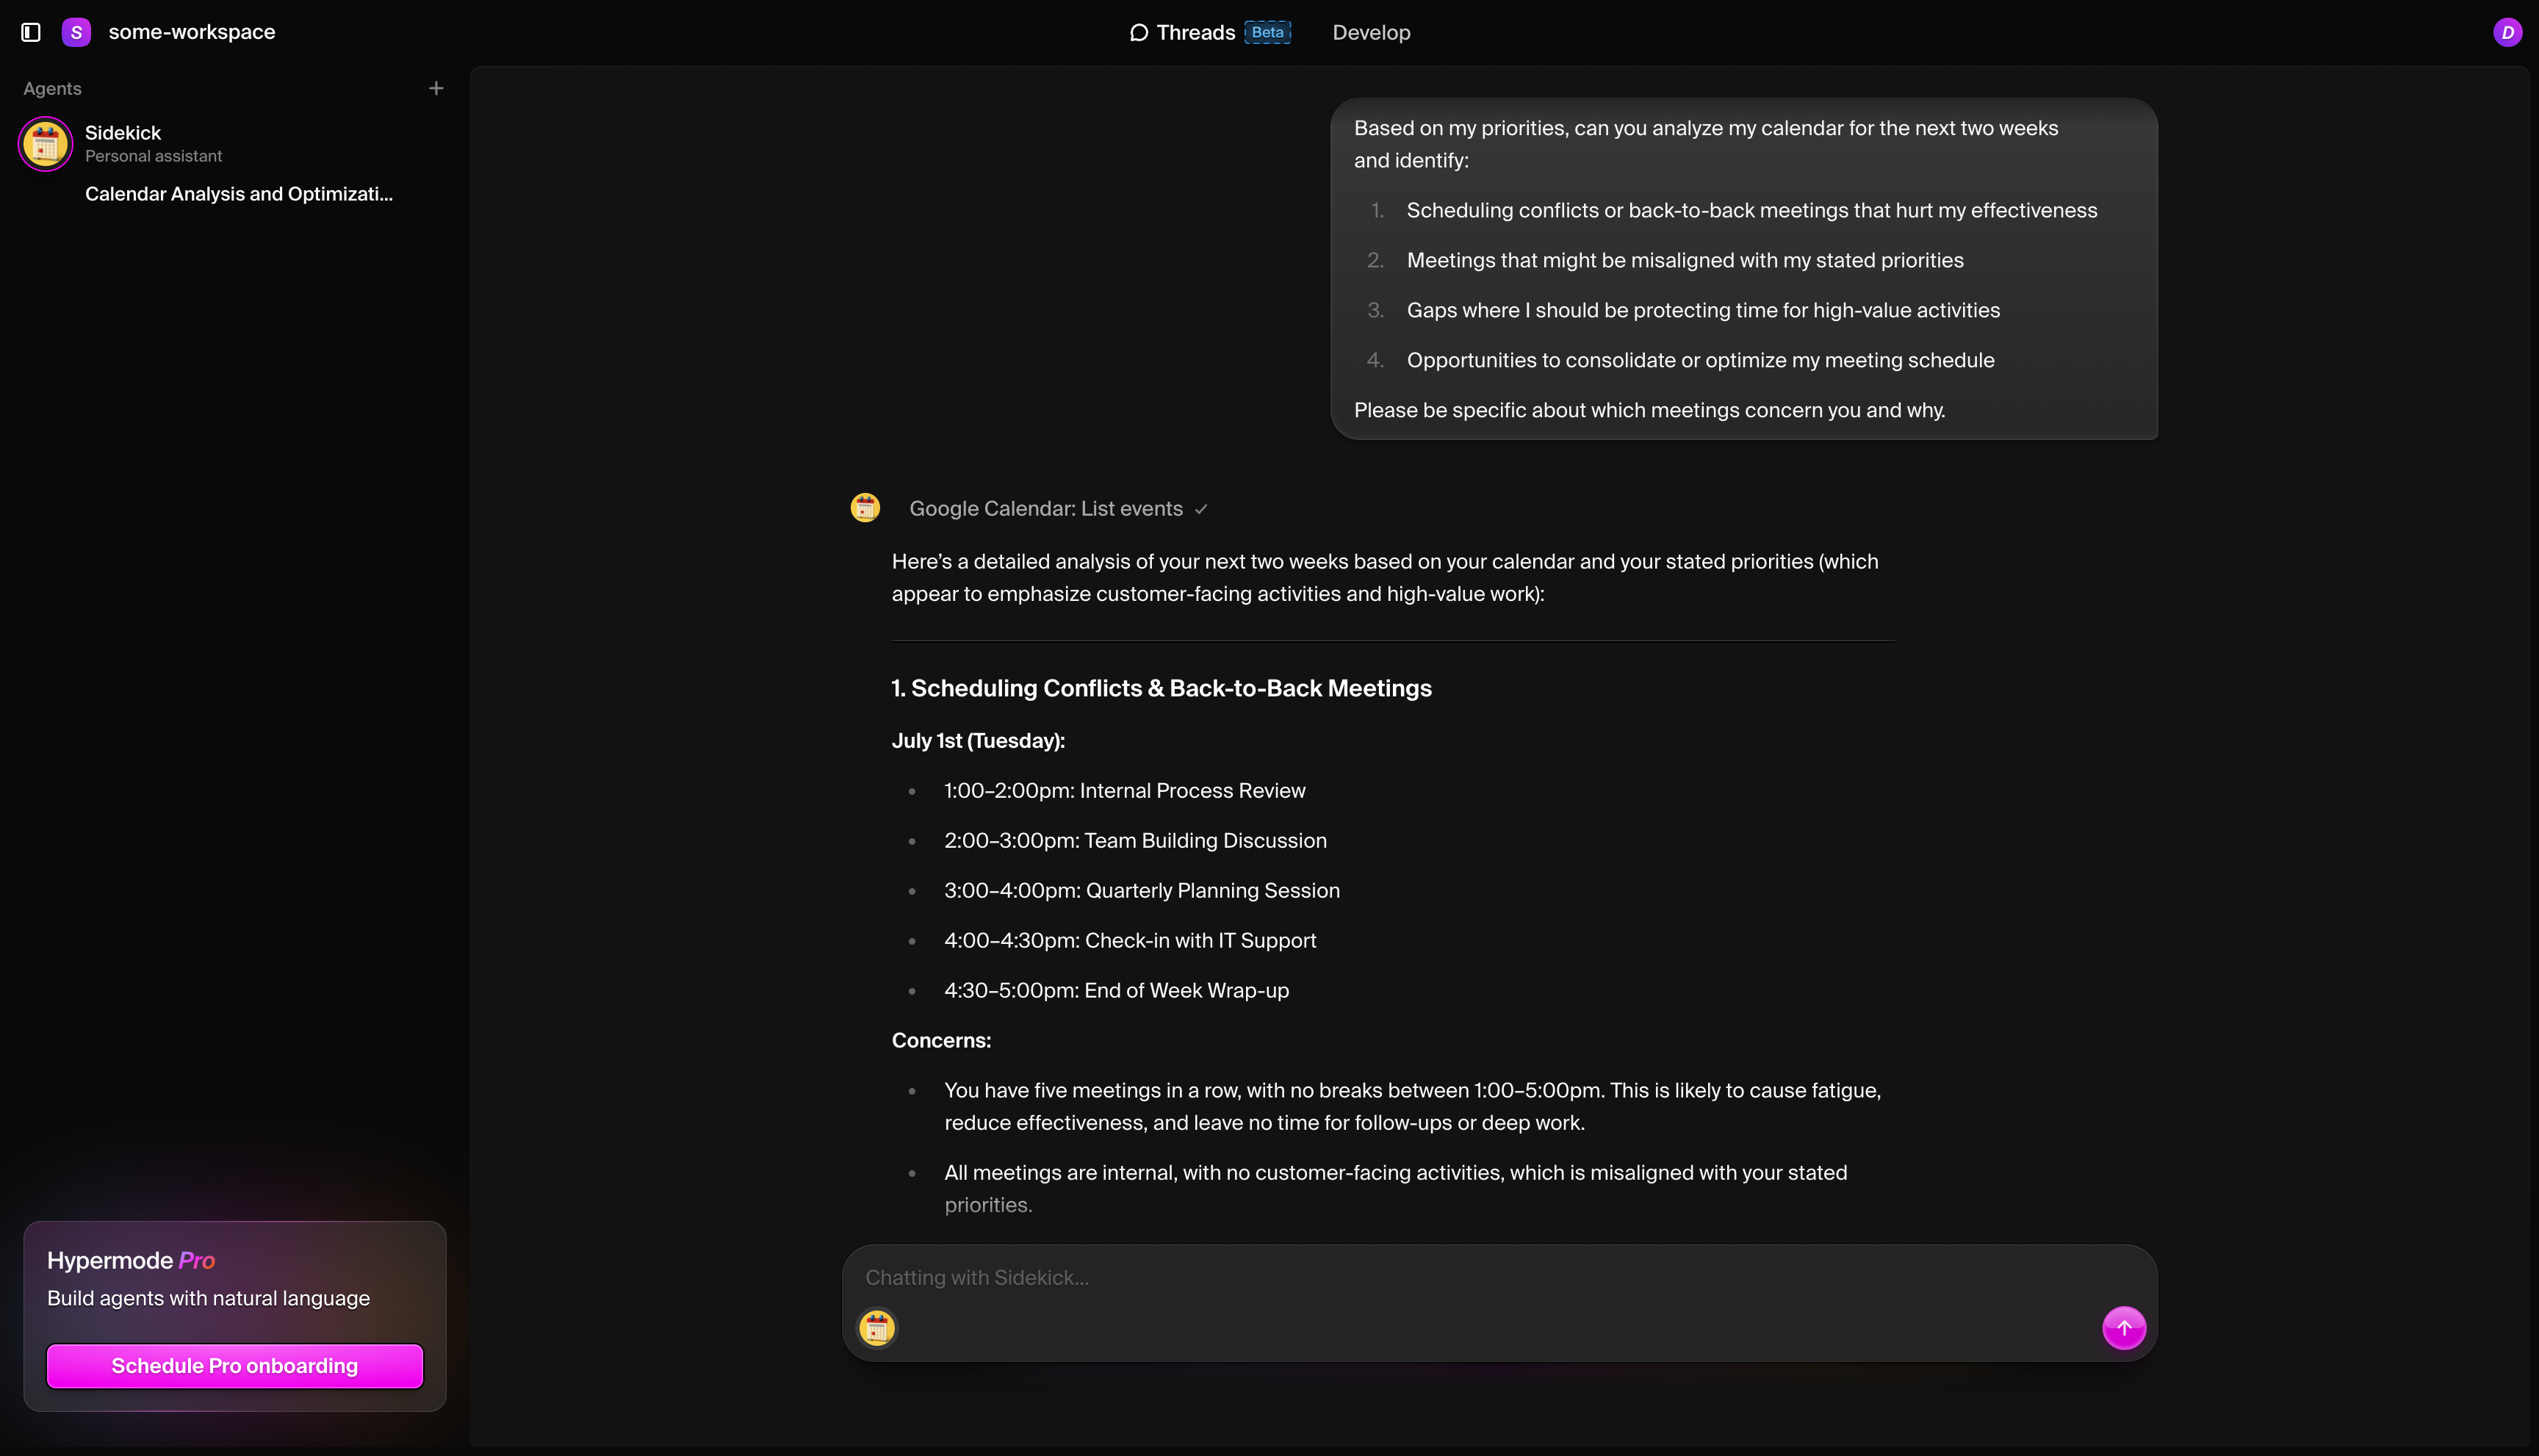 S some-workspace
Threads Beta
Develop
D
Agents
Sidekick
Personal assistant
Calendar Analysis and Optimizati...
Based on my priorities, can you analyze my calendar for the next two weeks
and identify:
1. Scheduling conflicts or back-to-back meetings that hurt my effectiveness
2. Meetings that might be misaligned with my stated priorities
3. Gaps where I should be protecting time for high-value activities
4. Opportunities to consolidate or optimize my meeting schedule
Please be specific about which meetings concern you and why.
Google Calendar: List events
Here's a detailed analysis of your next two weeks based on your calendar and your stated priorities (which
appear to emphasize customer-facing activities and high-value work):
1. Scheduling Conflicts & Back-to-Back Meetings
July 1st (Tuesday):
• 1:00–2:00pm: Internal Process Review
• 2:00–3:00pm: Team Building Discussion
• 3:00–4:00pm: Quarterly Planning Session
• 4:00–4:30pm: Check-in with IT Support
• 4:30–5:00pm: End of Week Wrap-up
Concerns:
• You have five meetings in a row, with no breaks between 1:00–5:00pm. This is likely to cause fatigue,
reduce effectiveness, and leave no time for follow-ups or deep work.
• All meetings are internal, with no customer-facing activities, which is misaligned with your stated
priorities.
Chatting with Sidekick...
Hypermode Pro
Build agents with natural language
Schedule Pro onboarding